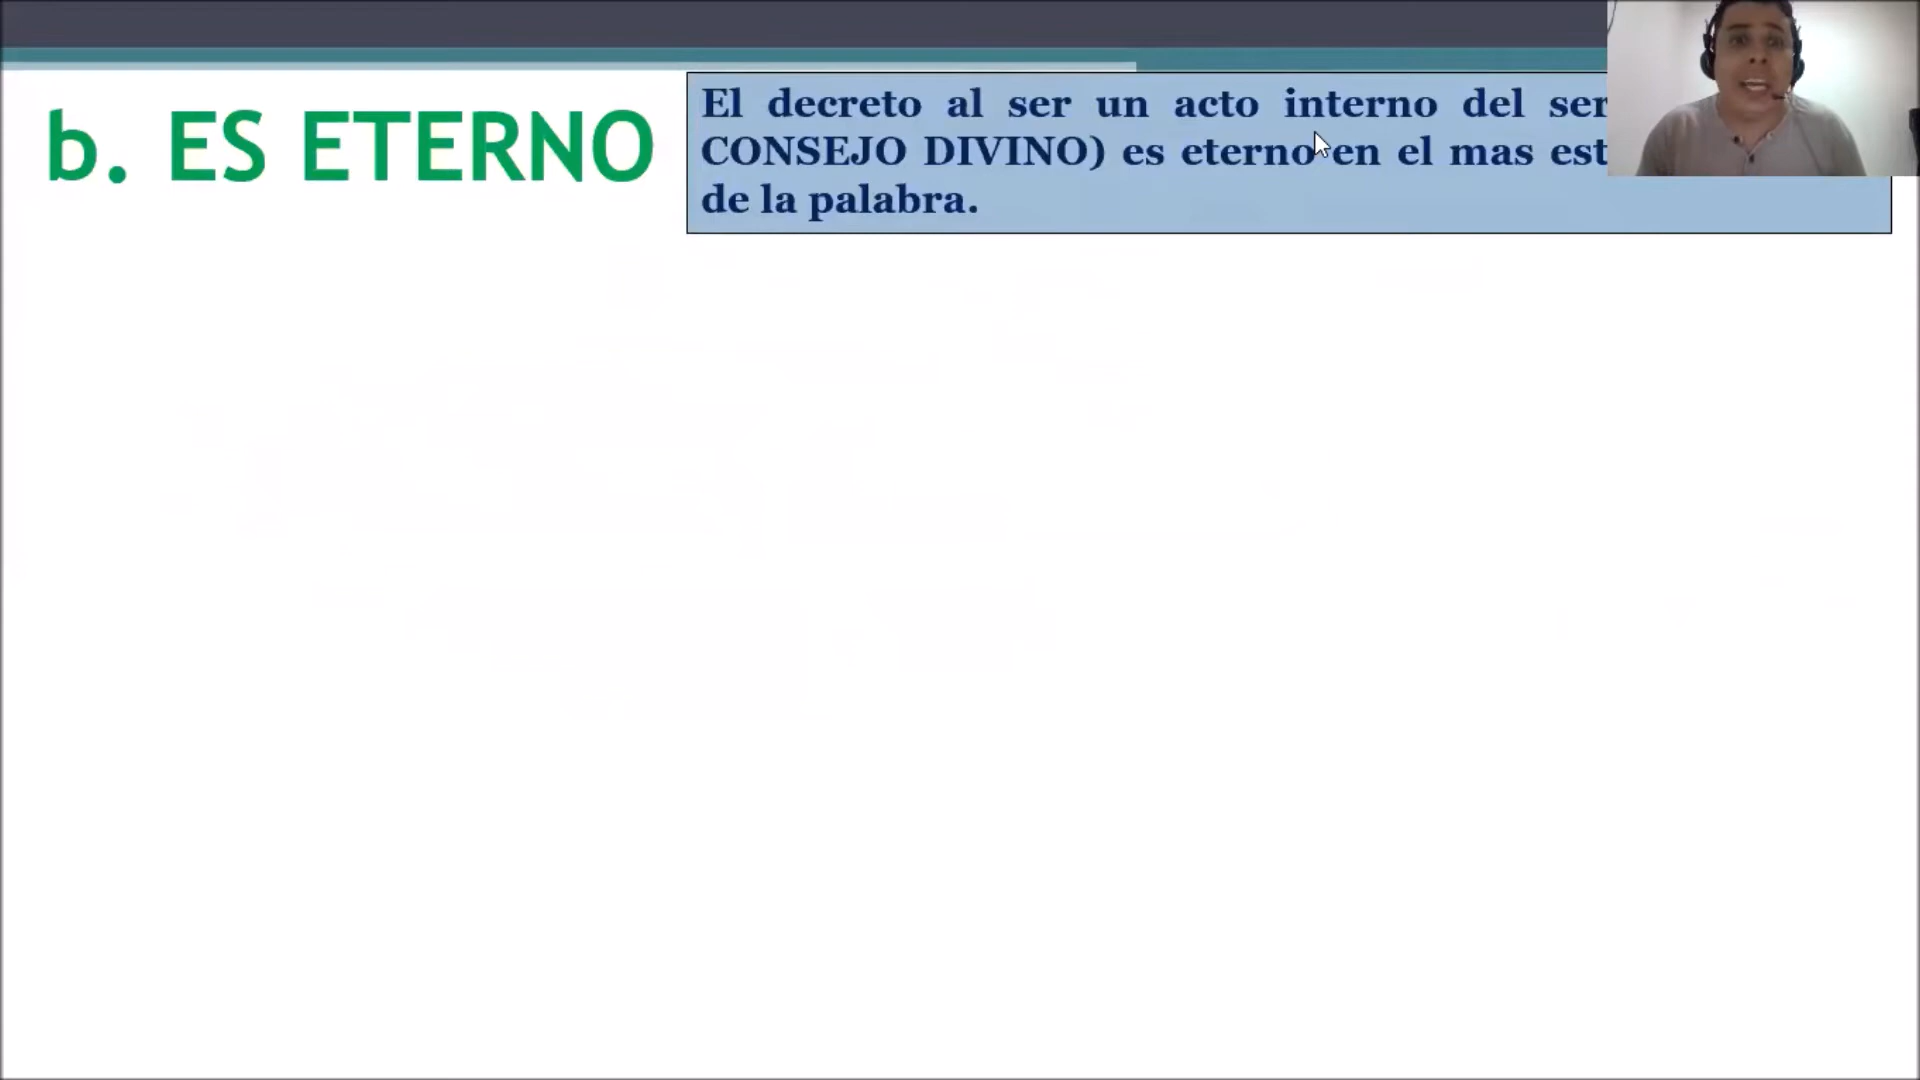 b. ES ETERNO
El decreto al ser un acto interno del ser
CONSEJO DIVINO) es eterno en el mas
de la palabra.